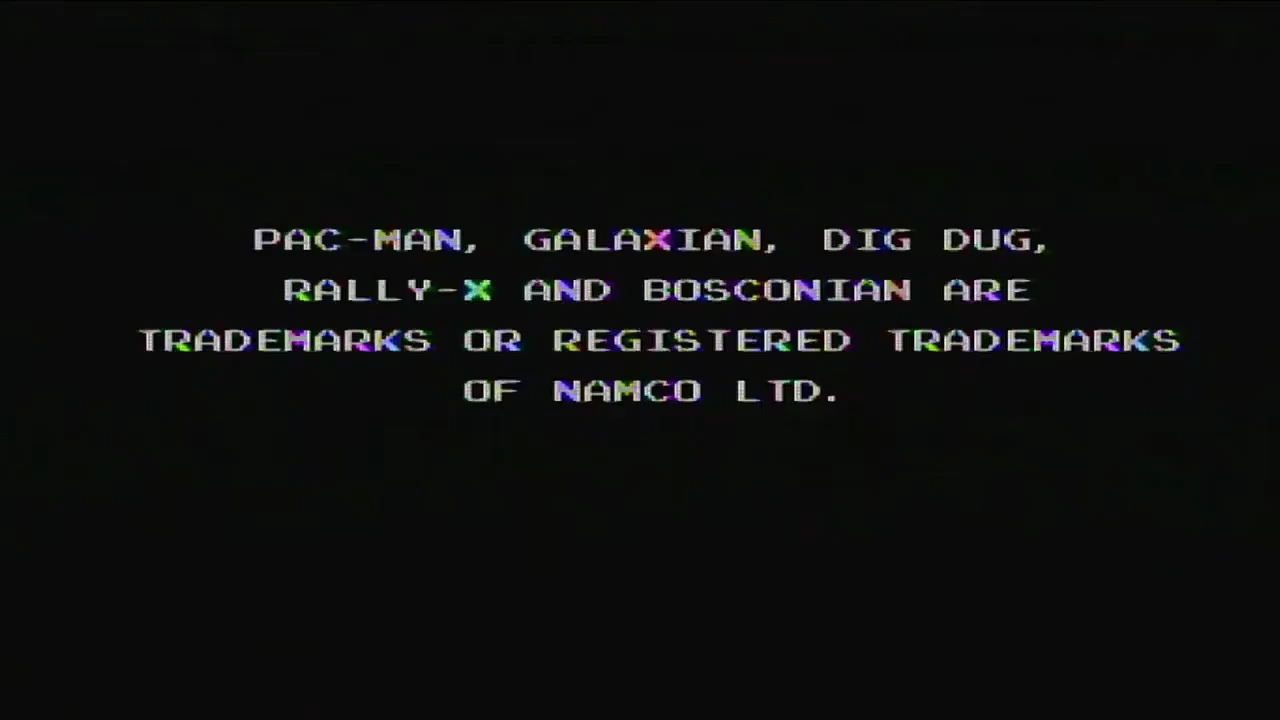 PAC-MAN, GALAXIAN, DIG DUG,
RALLY-X AND BOSCONIAN ARE
TRADEMARKS OR REGISTERED TRADEMARKS
OF NAMCO LTD.